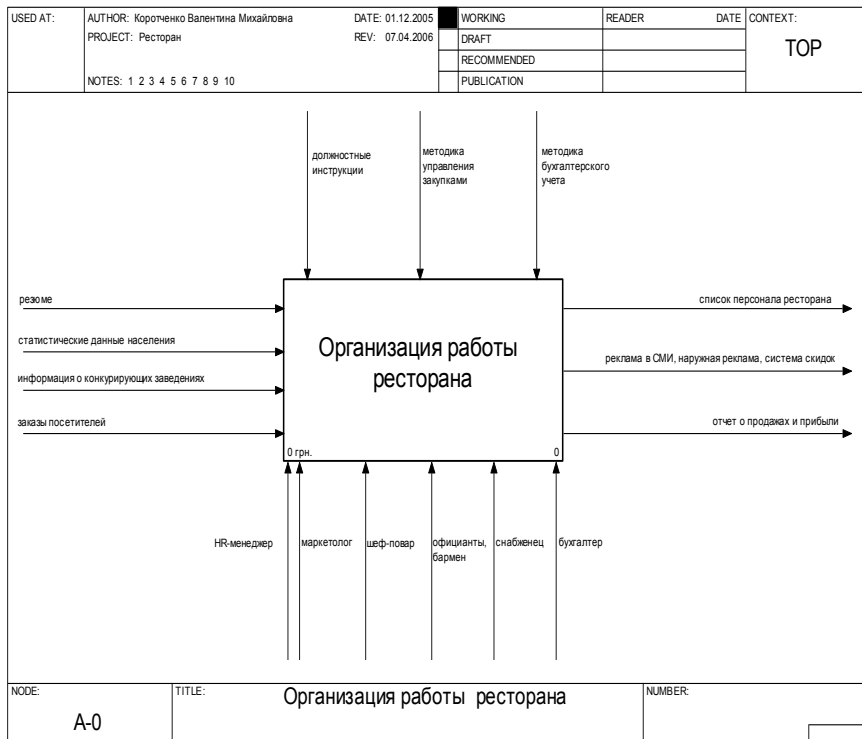 USED AT:
AUTHOR: Коротченко Валентина Михайловна
DATE: 01.12.2005
PROJECT: Ресторан
REV: 07.04.2006
NOTES: 1 2 3 4 5 6 7 8 9 10
WORKING
DRAFT
RECOMMENDED
PUBLICATION
READER
DATE
CONTEXT:
TOP
должностные
инструкции
методика
управления
закупками
методика
бухгалтерского
учета
резюме
статистические данные населения
информация о конкурирующих заведениях
заказы посетителей
Организация работы
ресторана
0 грн.
0
список персонала ресторана
реклама в СМИ, наружная реклама, система скидок
отчет о продажах и прибыли
HR-менеджер
маркетолог
шеф-повар
официанты,
бармен
снабженец
бухгалтер
NODE:
A-0
TITLE:
Организация работы ресторана
NUMBER: